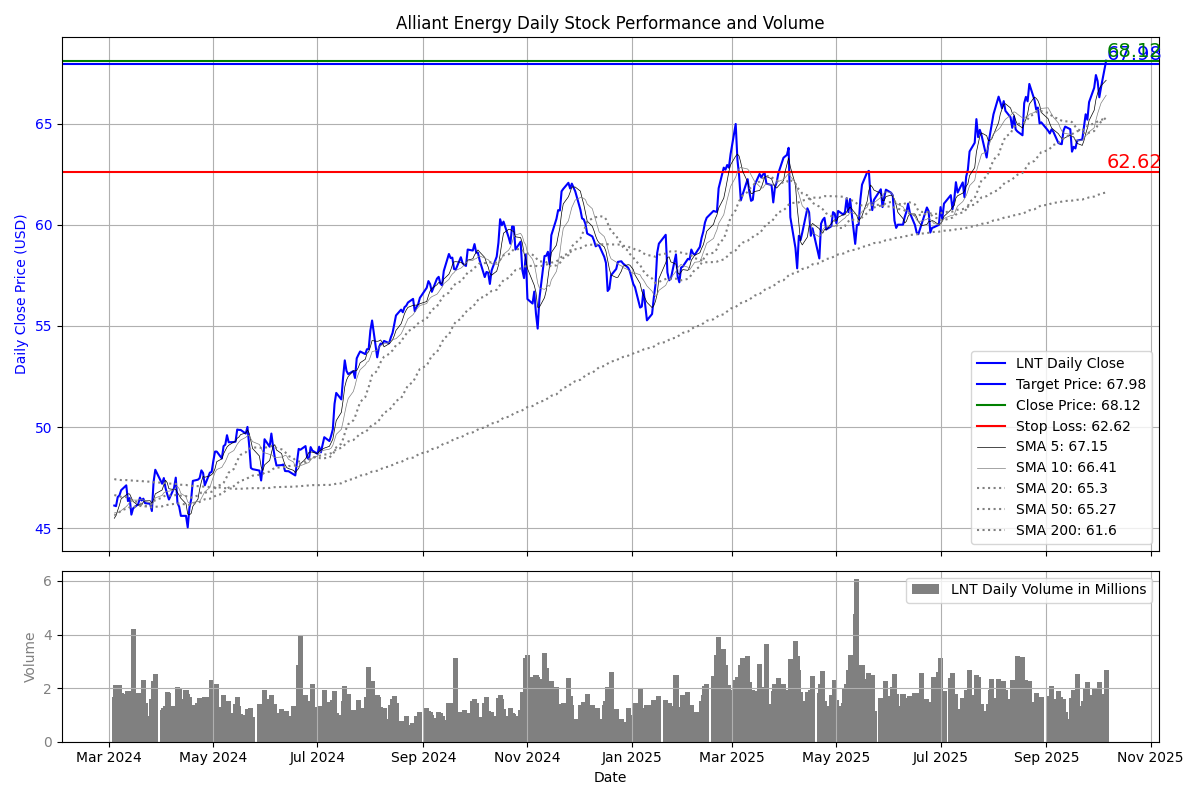 Alliant Energy Daily Stock Performance and Volume
68.12
67.98
65
62.62
60
55
50
45
Daily Close Price (USD)
LNT Daily Close
Target Price: 67.98
Close Price: 68.12
Stop Loss: 62.62
SMA 5: 67.15
SMA 10: 66.41
SMA 20: 65.3
SMA 50: 65.27
SMA 200: 61.6
6
4
2
0
Volume
LNT Daily Volume in Millions
Mar 2024 May 2024 Jul 2024 Sep 2024 Nov 2024 Jan 2025 Mar 2025 May 2025 Jul 2025 Sep 2025 Nov 2025
Date